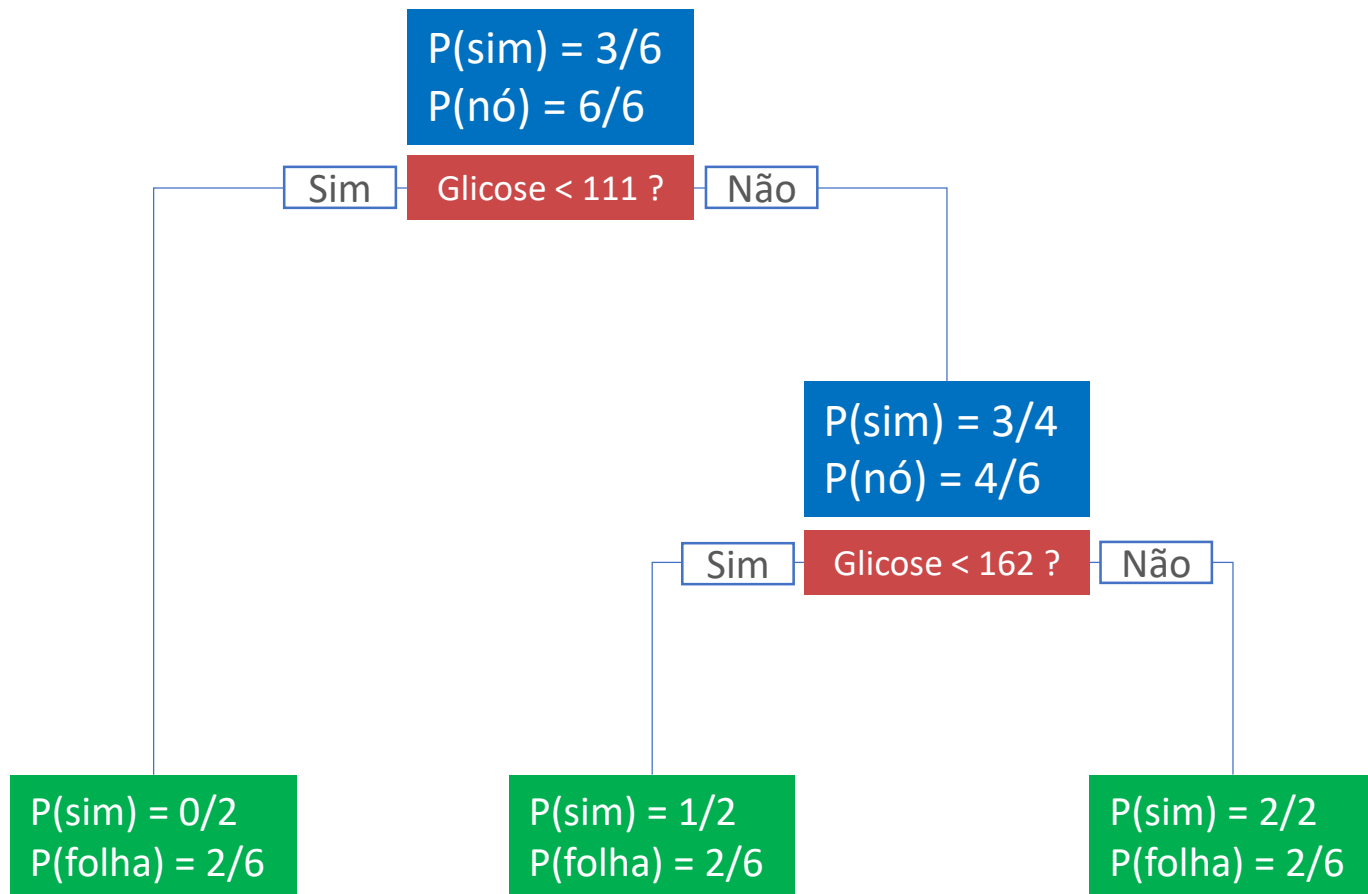 P(sim) = 3/6
P(nó) = 6/6
Sim
Glicose < 111 ?
Não
P(sim) = 3/4
P(nó) = 4/6
Sim
Glicose < 162 ?
Não
P(sim) = 0/2
P(folha) = 2/6
P(sim) = 1/2
P(folha) = 2/6
P(sim) = 2/2
P(folha) = 2/6